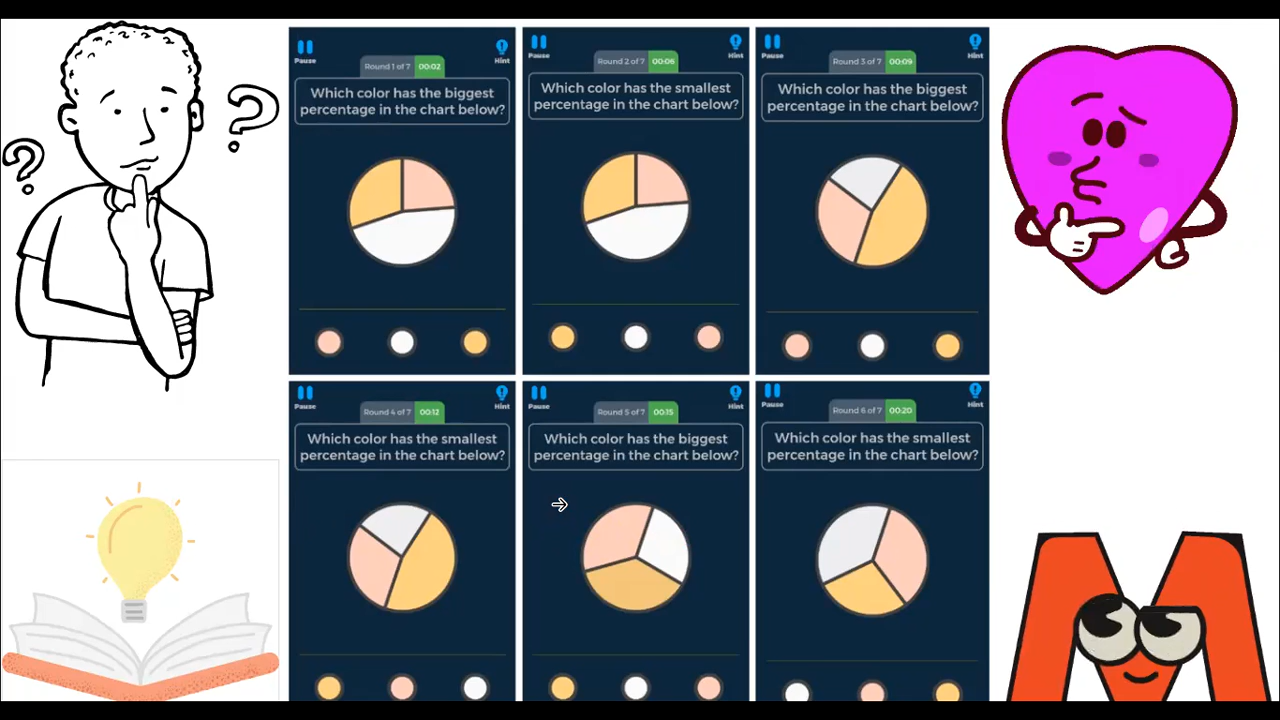 Pause
Round 1 of 7 00:02
Hint
Which color has the biggest
percentage in the chart below?
Pause
Round 2 of 7 00:06
Hint
Which color has the smallest
percentage in the chart below?
Pause
Round 3 of 7 00:09
Hint
Which color has the biggest
percentage in the chart below?
Pause
Round 4 of 7 00:12
Hint
Which color has the smallest
percentage in the chart below?
Pause
Round 5 of 7 00:15
Hint
Which color has the biggest
percentage in the chart below?
Pause
Round 6 of 7 00:20
Hint
Which color has the smallest
percentage in the chart below?